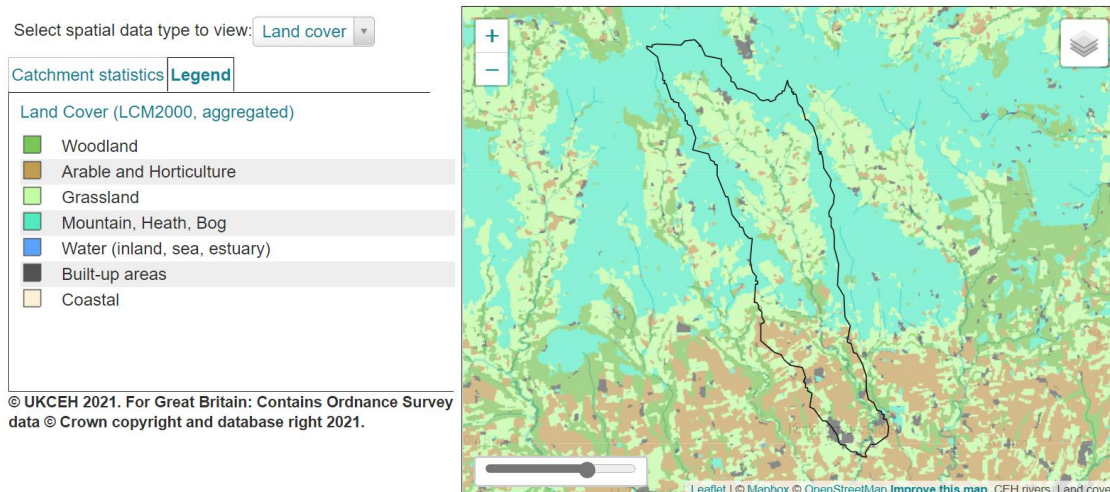 Select spatial data type to view: Land cover
Catchment statistics Legend
Land Cover (LCM2000, aggregated)
Woodland
Arable and Horticulture
Grassland
Mountain, Heath, Bog
Water (inland, sea, estuary)
Built-up areas
Coastal
© UKCEH 2021. For Great Britain: Contains Ordnance Survey
data © Crown copyright and database right 2021.
+
−
Leaflet | © Mapbox © OpenStreetMap Improve this map, CEH rivers, Land cove